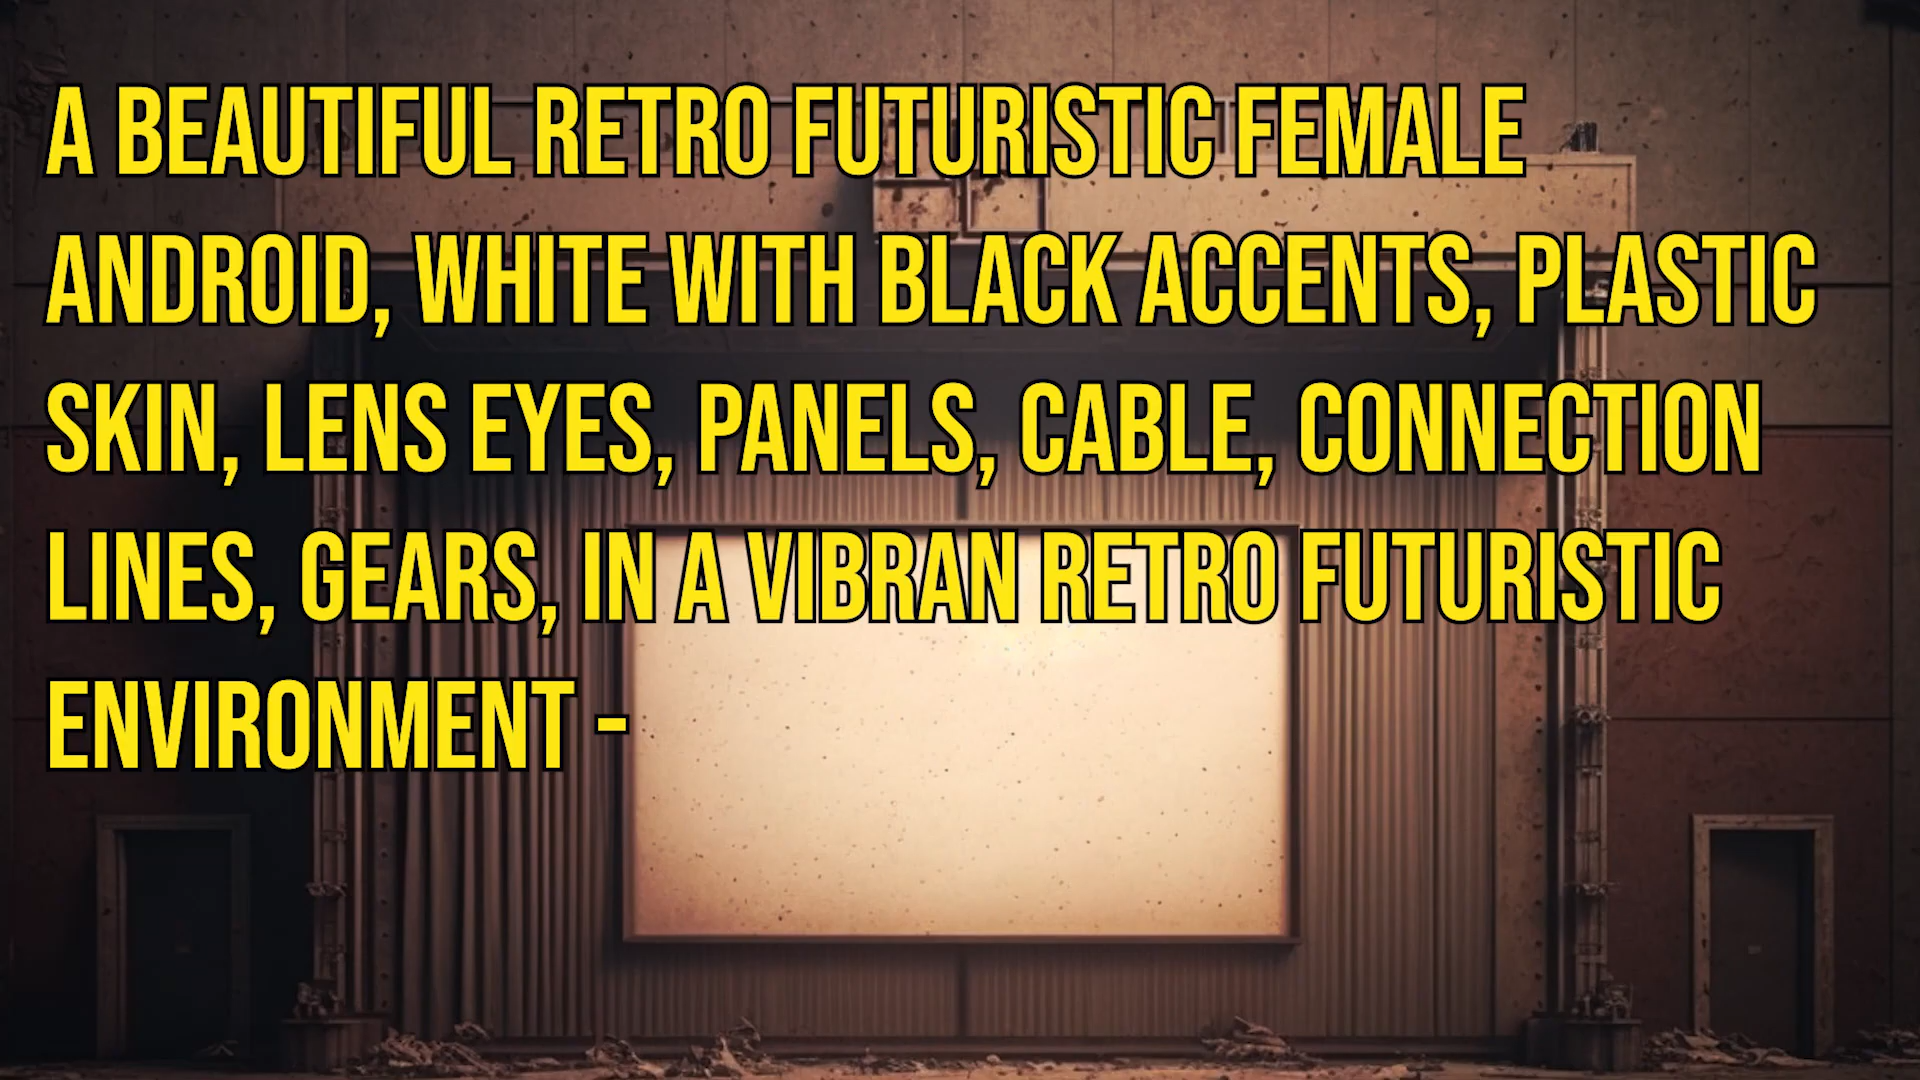 A BEAUTIFUL RETRO FUTURISTIC FEMALE
ANDROID, WHITE WITH BLACK ACCENTS, PLASTIC
SKIN, LENS EYES, PANELS, CABLE, CONNECTION
LINES, GEARS, IN A VIBRAN RETRO FUTURISTIC
ENVIRONMENT -